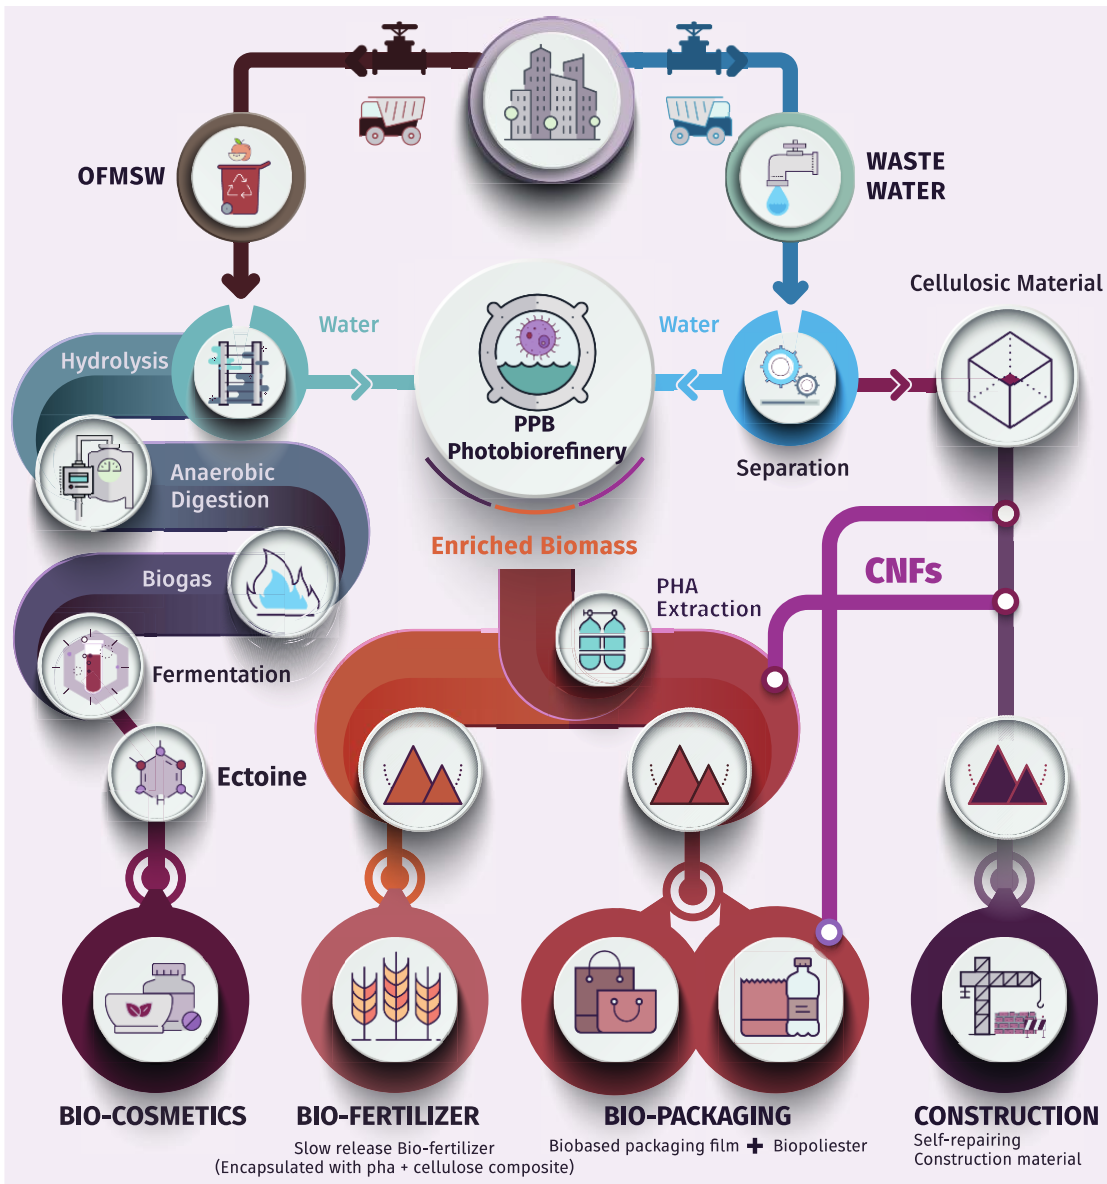 OFMSW
WASTE
WATER
Cellulosic Material
Water
Water
Hydrolysis
PPB
Photobiorefinery
Separation
Anaerobic
Digestion
Enriched Biomass
CNFs
Biogas
PHA
Extraction
Fermentation
Ectoine
BIO-COSMETICS
BIO-FERTILIZER
Slow release Bio-fertilizer
(Encapsulated with pha + cellulose composite)
BIO-PACKAGING
Biobased packaging film + Biopoliester
CONSTRUCTION
Self-repairing
Construction material